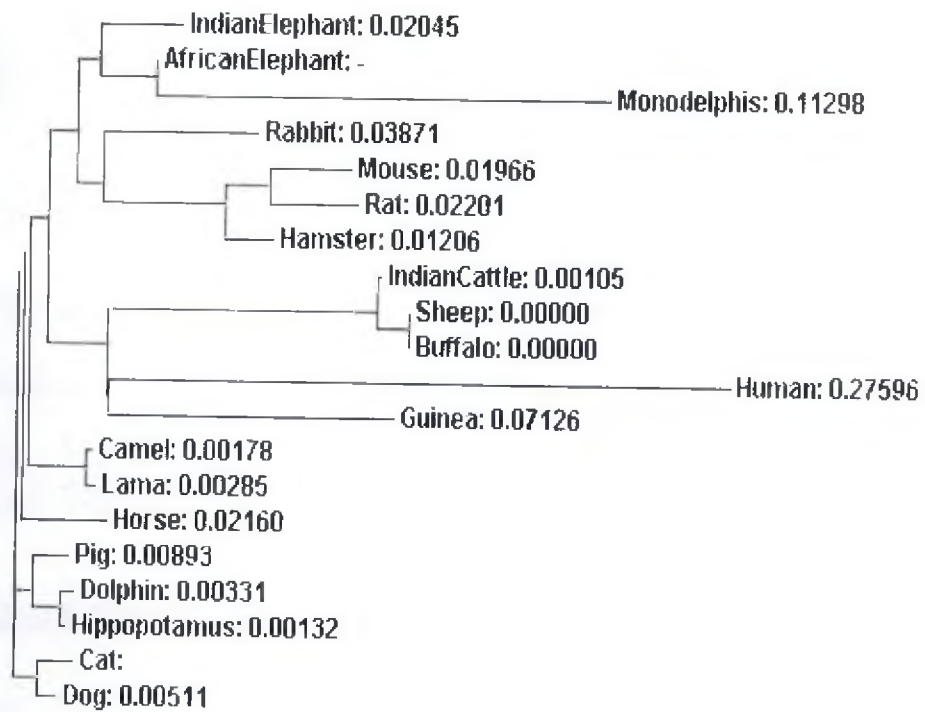 IndianElephant: 0.02045
AfricanElephant: -
Monodelphis: 0.11298
Rabbit: 0.03871
Mouse: 0.01966
Rat: 0.02201
Hamster: 0.01206
IndianCattle: 0.00105
Sheep: 0.00000
Buffalo: 0.00000
Human: 0.27596
Guinea: 0.07126
Camel: 0.00178
Lama: 0.00285
Horse: 0.02160
Pig: 0.00893
Dolphin: 0.00331
Hippopotamus: 0.00132
Cat:
Dog: 0.00511